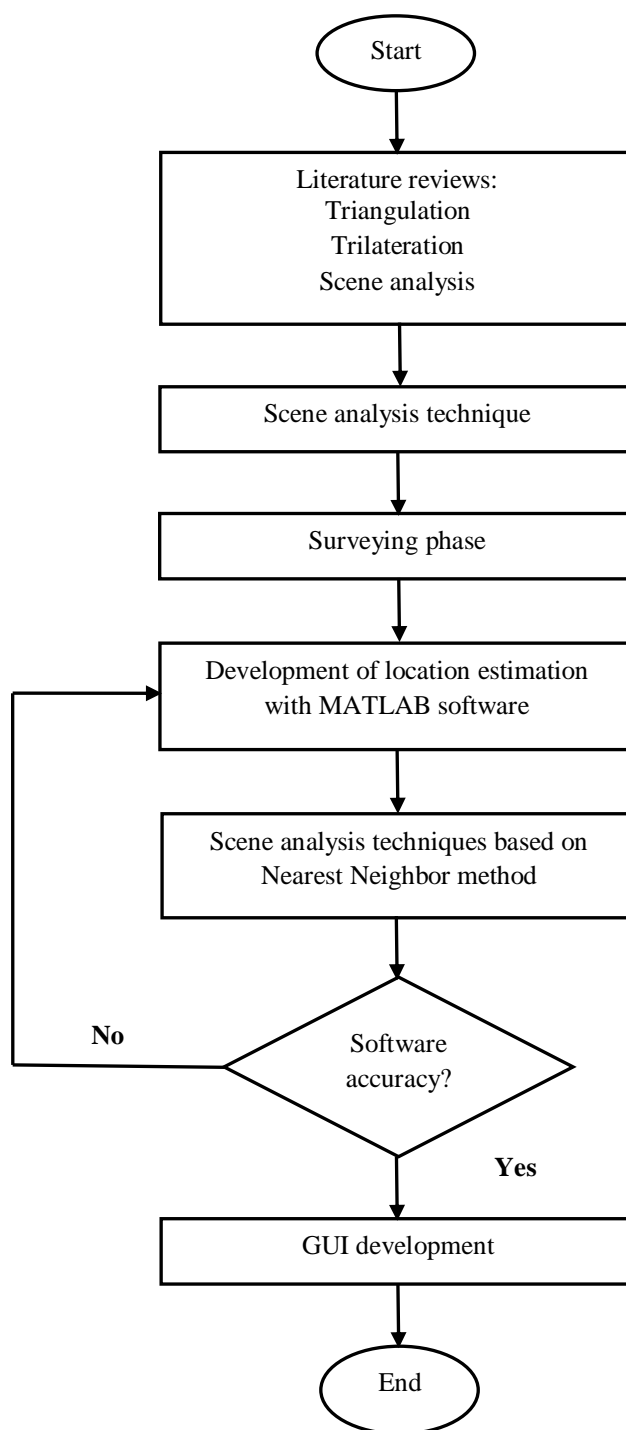 Start
Literature reviews:
Triangulation
Trilateration
Scene analysis
Scene analysis technique
Surveying phase
Development of location estimation
with MATLAB software
Scene analysis techniques based on
Nearest Neighbor method
No
Software
accuracy?
Yes
GUI development
End